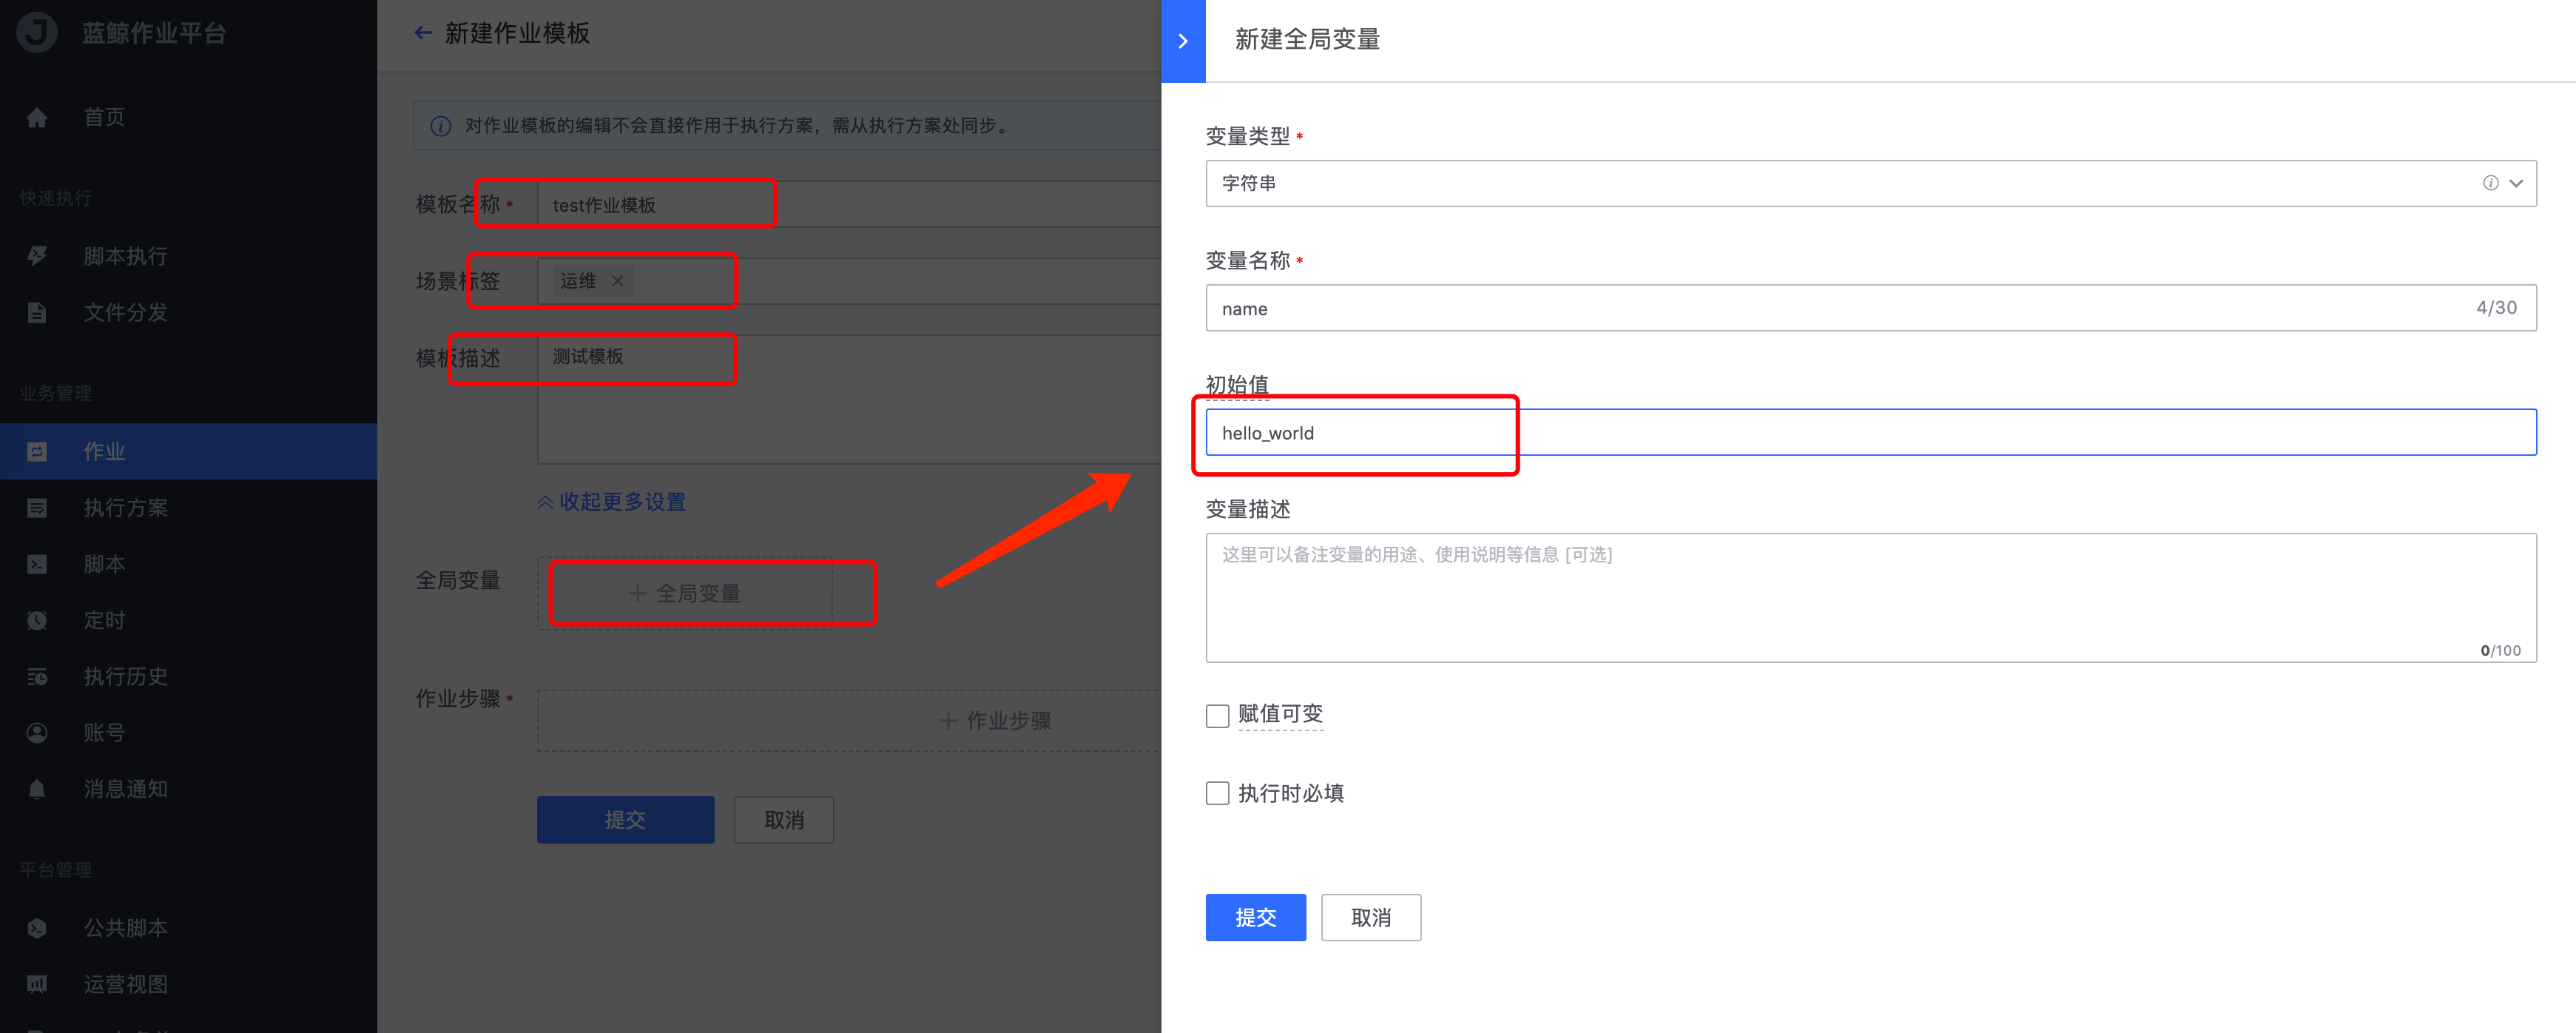 蓝鲸作业平台
首页
快速执行
脚本执行
文件分发
业务管理
作业
执行方案
脚本
定时
执行历史
账号
消息通知
平台管理
公共脚本
运营视图
新建作业模板
对作业模板的编辑不会直接作用于执行方案，需从执行方案处同步。
模板名称 *
test作业模板
场景标签
运维 ×
模板描述
测试模板
收起更多设置
全局变量
+ 全局变量
作业步骤 *
+ 作业步骤
提交 取消
新建全局变量
变量类型 *
字符串
变量名称 *
name 4/30
初始值
hello_world
变量描述
这里可以备注变量的用途、使用说明等信息 [可选]
0/100
赋值可变
执行时必填
提交 取消